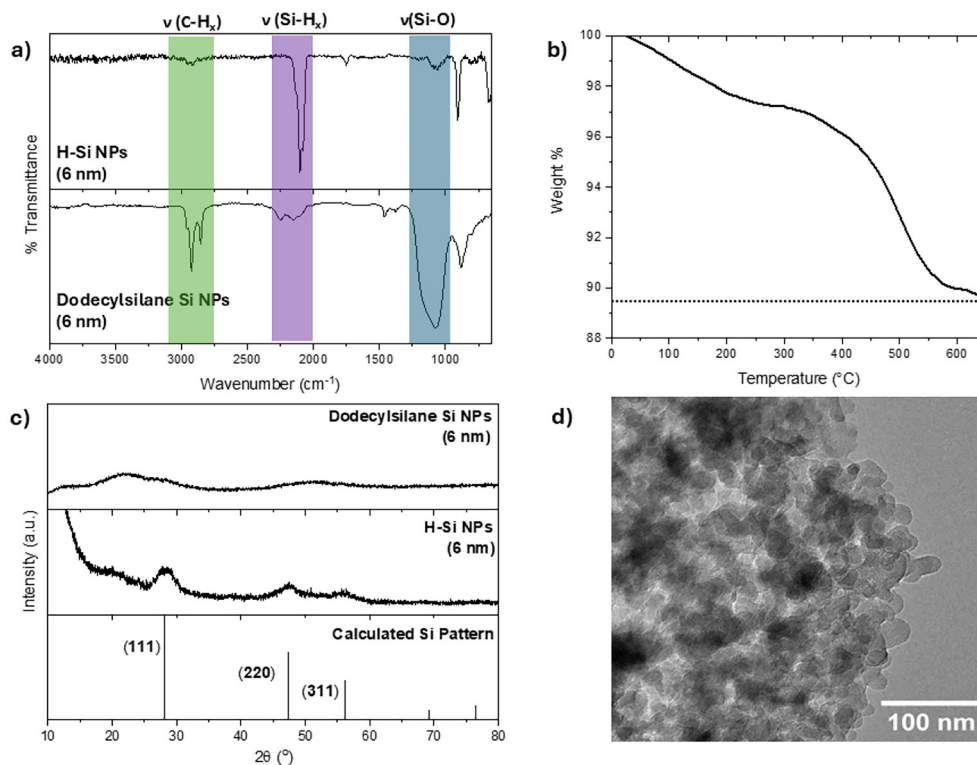 a)
ν (C-Hₓ)
ν (Si-Hₓ)
ν(Si-O)
H-Si NPs
(6 nm)
Dodecylsilane Si NPs
(6 nm)
% Transmittance
4000 3500 3000 2500 2000 1500 1000
Wavenumber (cm⁻¹)
b)
100
98
96
94
92
90
88
Weight %
0 100 200 300 400 500 600
Temperature (°C)
c)
Dodecylsilane Si NPs
(6 nm)
H-Si NPs
(6 nm)
Calculated Si Pattern
(111)
(220)
(311)
Intensity (a.u.)
10 20 30 40 50 60 70 80
2θ (°)
d)
100 nm